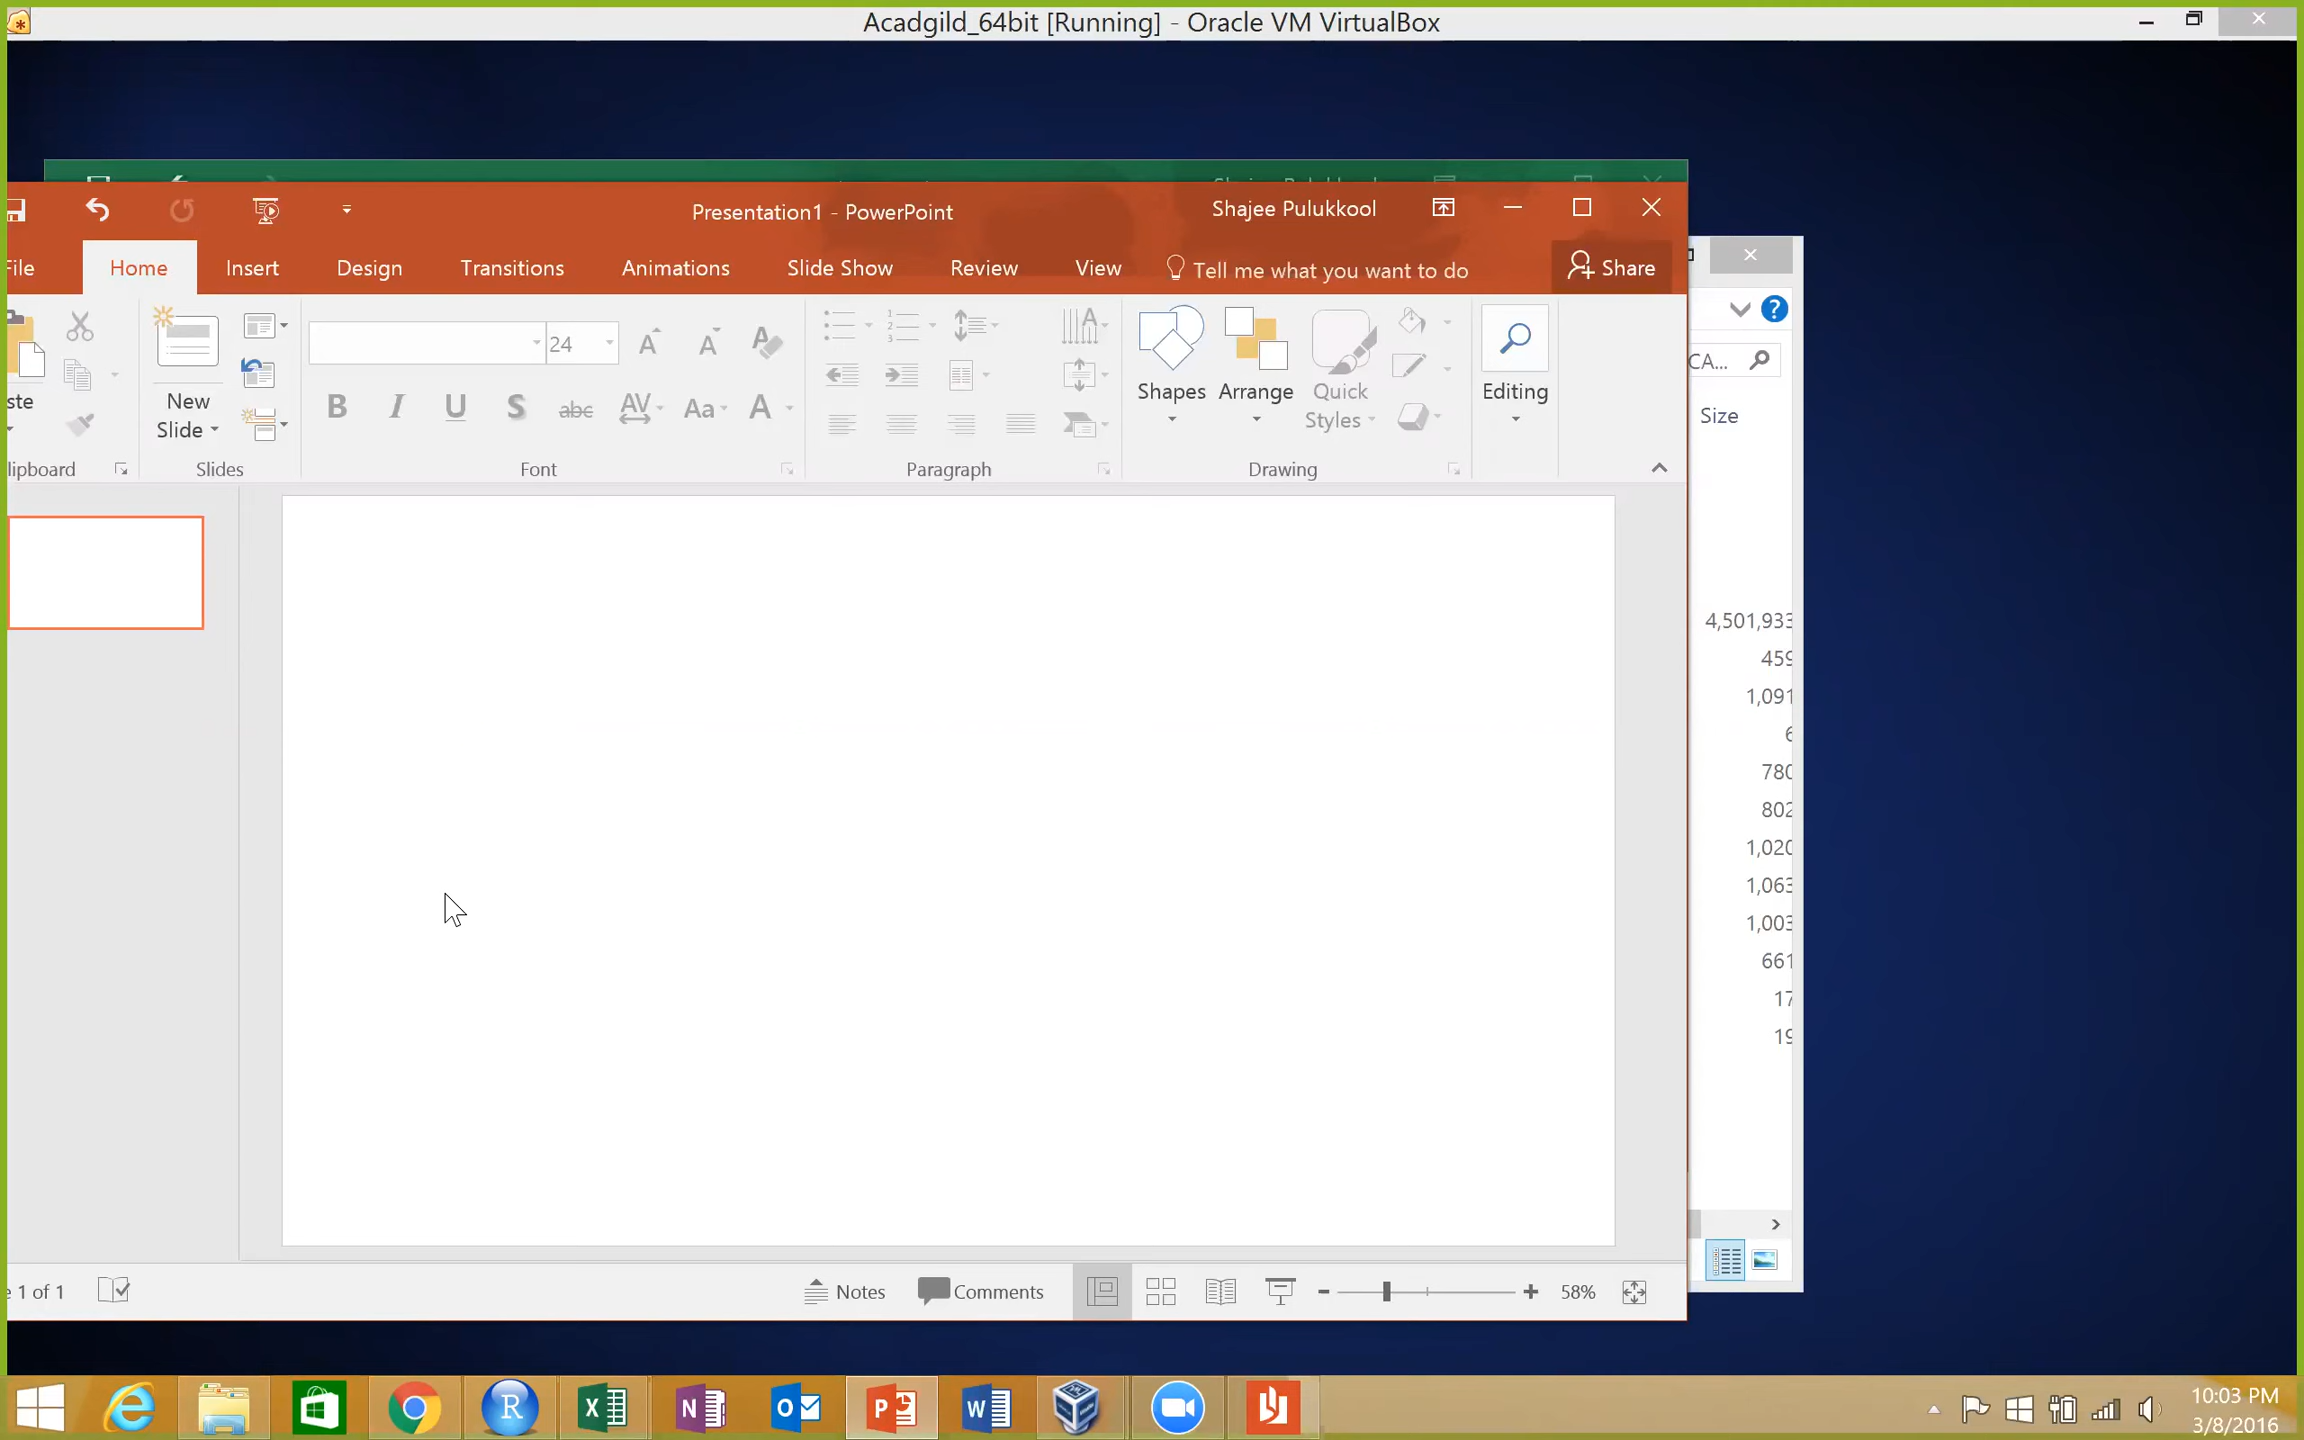 Acadgild_64bit [Running] - Oracle VM VirtualBox
Presentation1 - PowerPoint
Shajee Pulukkool
File Home Insert Design Transitions Animations Slide Show Review View Tell me what you want to do Share
24
CA...
Size
ste
New
Slide
Shapes
Arrange
Quick
Styles
Editing
B I U S abc AV Aa A
lipboard Slides Font Paragraph Drawing
4,501,933
459
1,091
6
780
802
1,020
1,063
1,003
661
17
19
e 1 of 1
Notes
Comments
58%
10:03 PM
3/8/2016